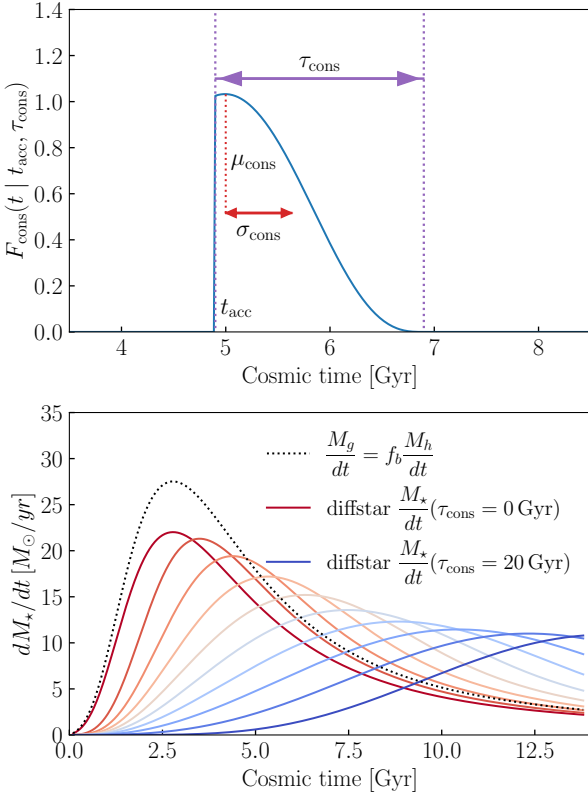 1.4
1.2
1.0
0.8
0.6
0.4
0.2
0.0
F_cons(t | t_acc, τ_cons)
τ_cons
μ_cons
σ_cons
t_acc
4 5 6 7 8
Cosmic time [Gyr]
35
30
25
20
15
10
5
0
dM⋆/dt [M⊙/yr]
M_g/dt = f_b M_h/dt
diffstar M⋆/dt (τ_cons = 0 Gyr)
diffstar M⋆/dt (τ_cons = 20 Gyr)
0.0 2.5 5.0 7.5 10.0 12.5
Cosmic time [Gyr]